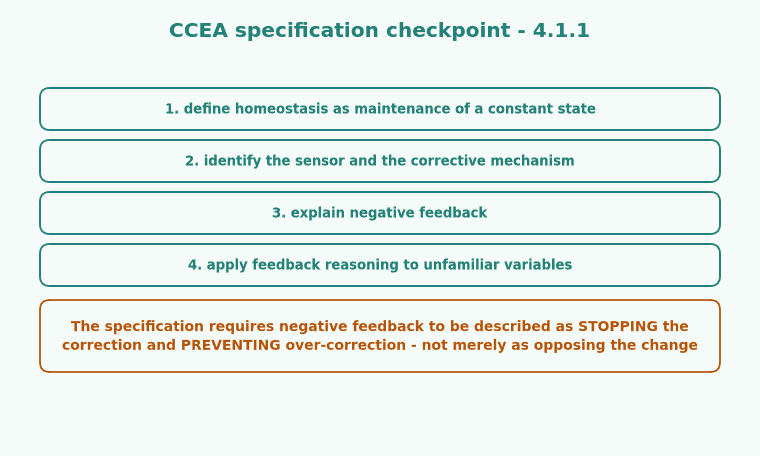 CCEA specification checkpoint - 4.1.1
1. define homeostasis as maintenance of a constant state
2. identify the sensor and the corrective mechanism
3. explain negative feedback
4. apply feedback reasoning to unfamiliar variables
The specification requires negative feedback to be described as STOPPING the
correction and PREVENTING over-correction - not merely as opposing the change